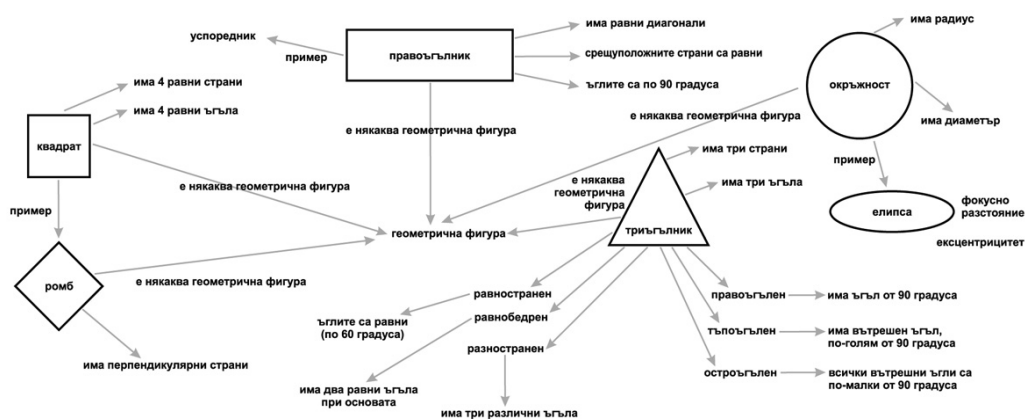 има равни диагонали
има радиус
успоредник
пример
правоъгълник
срещуположните страни са равни
ъглите са по 90 градуса
окръжност
има 4 равни страни
има 4 равни ъгъла
е някаква геометрична фигура
е някаква геометрична фигура
има диаметър
квадрат
има три страни
пример
е някаква
геометрична
фигура
има три ъгъла
е някаква геометрична фигура
пример
елипса
фокусно
разстояние
геометрична фигура
триъгълник
ексцентрицитет
ромб
е някаква геометрична фигура
равностранен
правоъгълен
има ъгъл от 90 градуса
ъглите са равни
(по 60 градуса)
равнобедрен
тъпоъгълен
има вътрешен ъгъл,
по-голям от 90 градуса
разностранен
има перпендикулярни страни
остроъгълен
всички вътрешни ъгли са
по-малки от 90 градуса
има два равни ъгъла
при основата
има три различни ъгъла